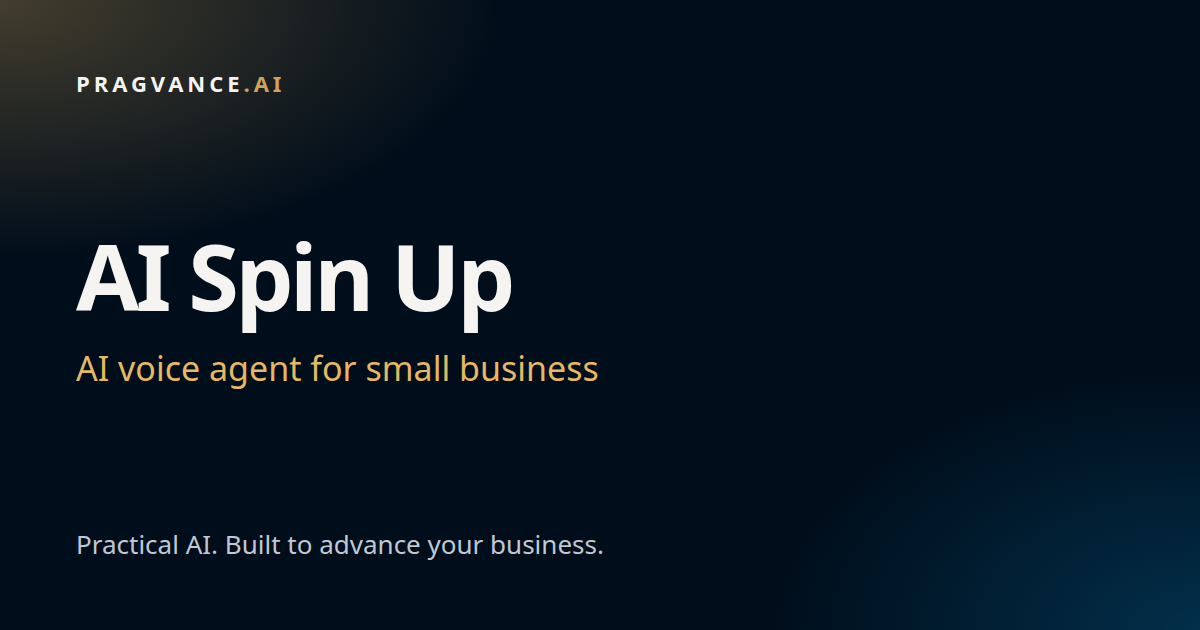 PRAGVANCE.AI
AI Spin Up
AI voice agent for small business
Practical AI. Built to advance your business.